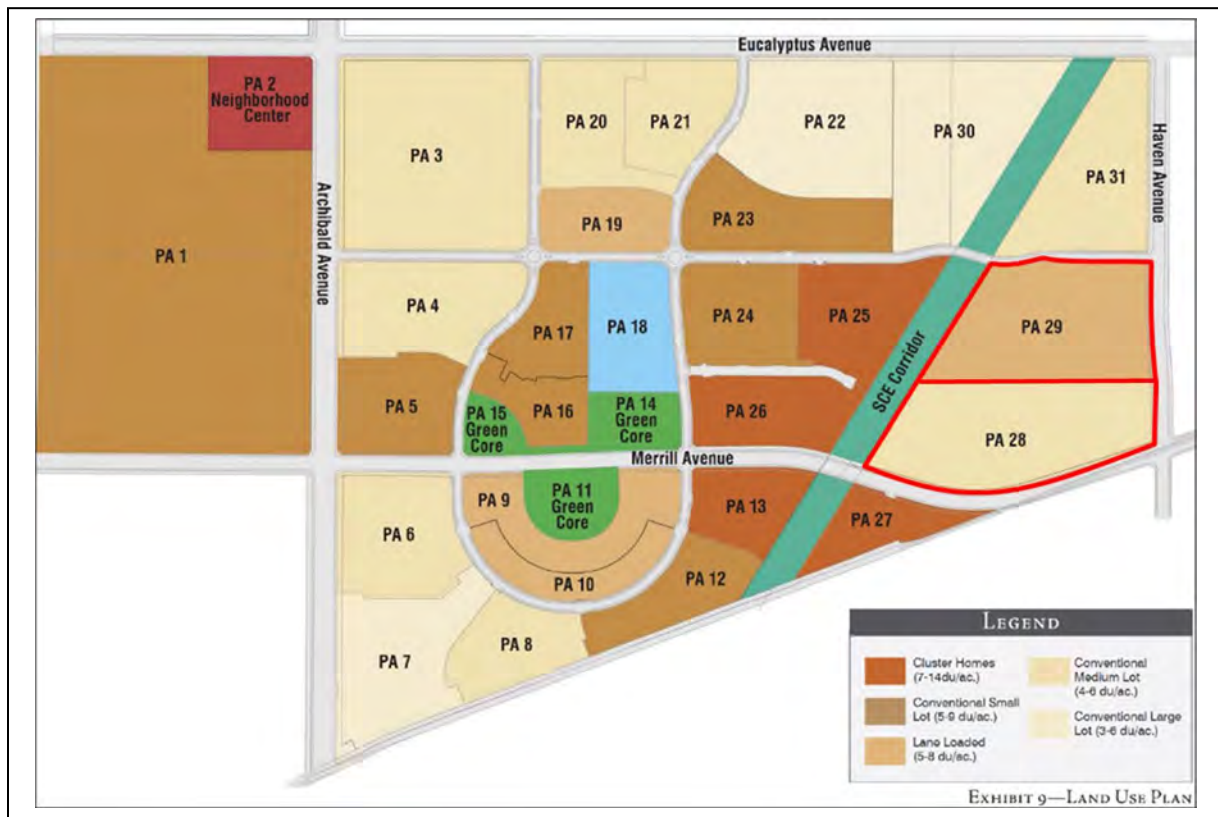 Eucalyptus Avenue
PA 2
Neighborhood
Center
PA 20
PA 21
PA 22
PA 30
Haven Avenue
PA 3
PA 31
Archibald Avenue
PA 19
PA 23
PA 1
PA 4
PA 17
PA 18
PA 24
PA 25
PA 29
SCE Corridor
PA 5
PA 15
Green
Core
PA 16
PA 14
Green
Core
PA 26
PA 28
Merrill Avenue
PA 9
PA 11
Green
Core
PA 13
PA 27
PA 6
PA 10
PA 12
PA 7
PA 8
LEGEND
Cluster Homes
(7-14du/ac.)
Conventional Small
Lot (5-9 du/ac.)
Lane Loaded
(5-8 du/ac.)
Conventional
Medium Lot
(4-6 du/ac.)
Conventional Large
Lot (3-6 du/ac.)
EXHIBIT 9—LAND USE PLAN